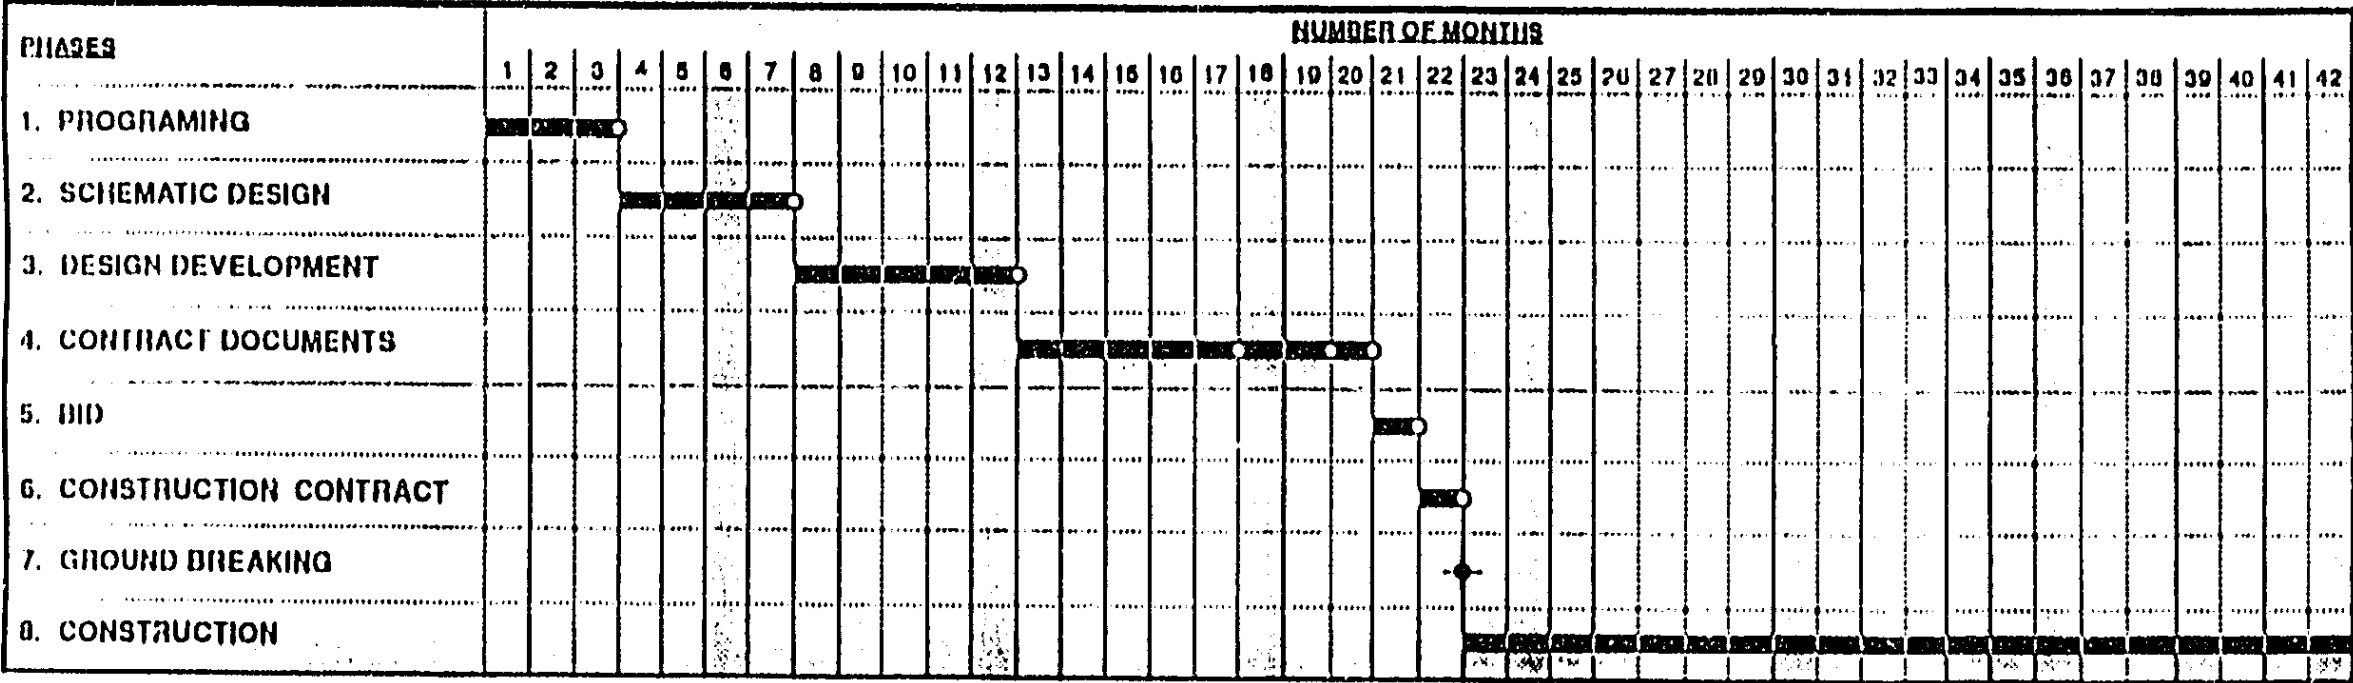 NUMBER OF MONTHS
PHASES
1 2 3 4 5 6 7 8 9 10 11 12 13 14 15 16 17 18 19 20 21 22 23 24 25 26 27 28 29 30 31 32 33 34 35 36 37 38 39 40 41 42
1. PROGRAMING
2. SCHEMATIC DESIGN
3. DESIGN DEVELOPMENT
4. CONTRACT DOCUMENTS
5. BID
6. CONSTRUCTION CONTRACT
7. GROUND BREAKING
8. CONSTRUCTION